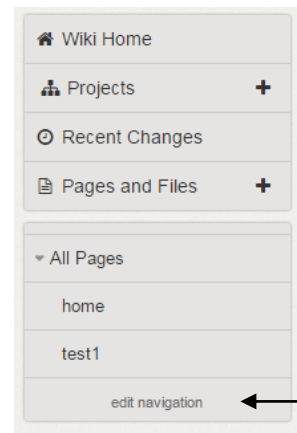 Wiki Home
Projects +
Recent Changes
Pages and Files +
All Pages
home
test1
edit navigation